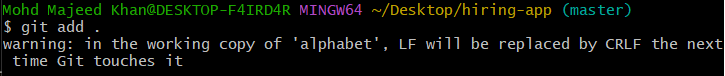 Mohd Majeed Khan@DESKTOP-F4IRD4R MINGW64 ~/Desktop/hiring-app (master)
$ git add .
warning: in the working copy of 'alphabet', LF will be replaced by CRLF the next
 time Git touches it